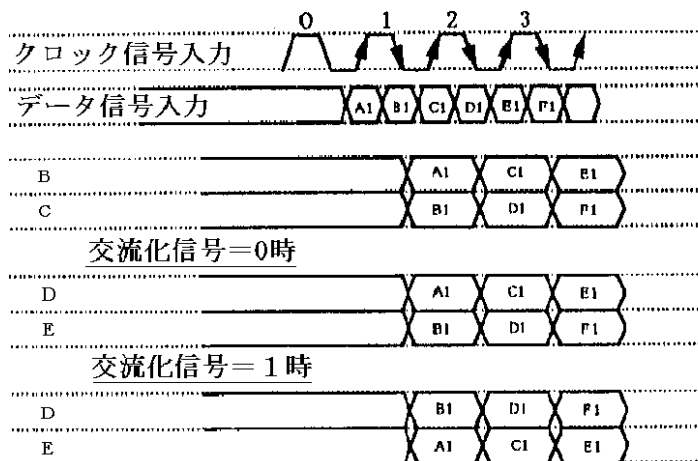 0 1 2 3
クロック信号入力
データ信号入力 A1 B1 C1 D1 E1 F1
B A1 C1 E1
C B1 D1 F1
交流化信号=0時
D A1 C1 E1
E B1 D1 F1
交流化信号=1時
D B1 D1 F1
E A1 C1 E1